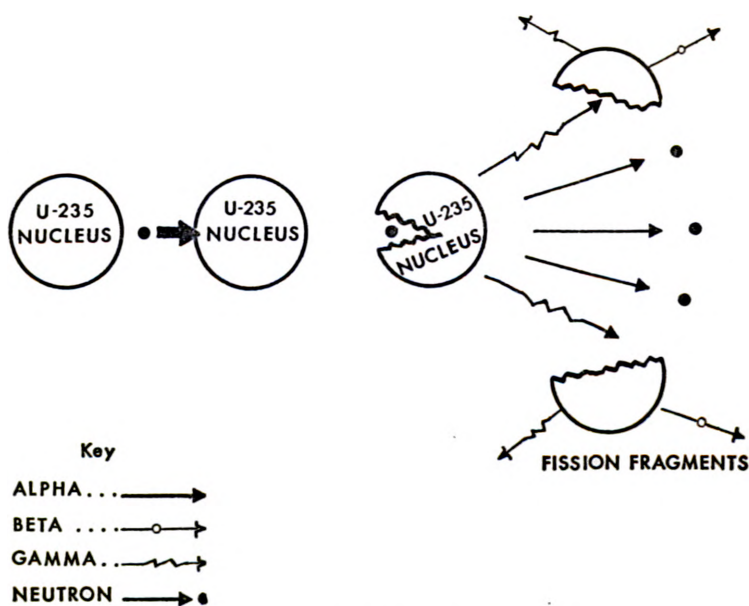 U-235
NUCLEUS
U-235
NUCLEUS
U-235
NUCLEUS
FISSION FRAGMENTS
Key
ALPHA...
BETA ....
GAMMA..
NEUTRON